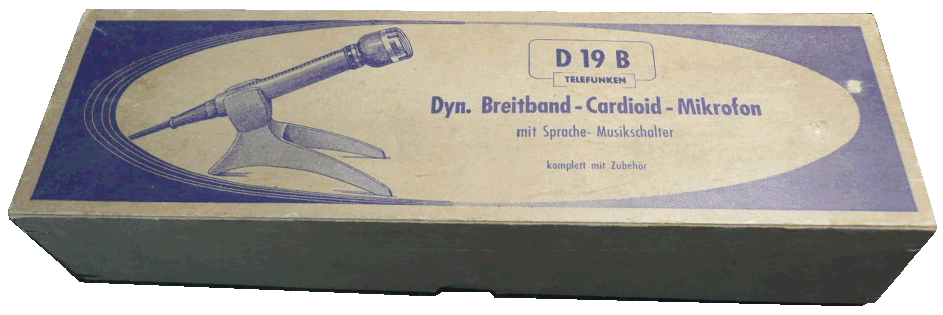 D 19 B
TELEFUNKEN
Dyn. Breitband - Cardioid - Mikrofon
mit Sprache- Musikschalter
komplett mit Zubehör